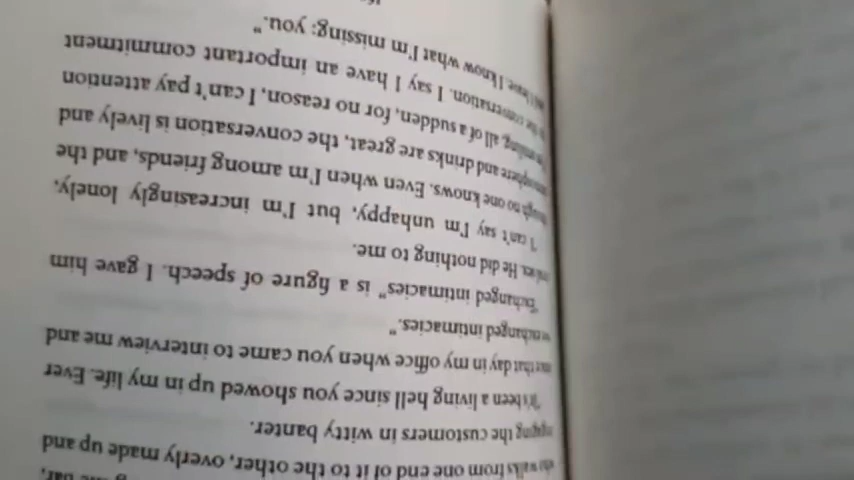 who walks from one end of it to the other, overly made up and
the customers in witty banter.
"It's been a living hell since you showed up in my life. Ever
since that day in my office when you came to interview me and
we exchanged intimacies."
"Exchanged intimacies" is a figure of speech. I gave him
He did nothing to me.
"I can't say I'm unhappy, but I'm increasingly lonely,
though no one knows. Even when I'm among friends, and the
atmosphere and drinks are great, the conversation is lively and
I'm smiling, all of a sudden, for no reason, I can't pay attention
to the conversation. I say I have an important commitment
and I leave. I know what I'm missing: you."